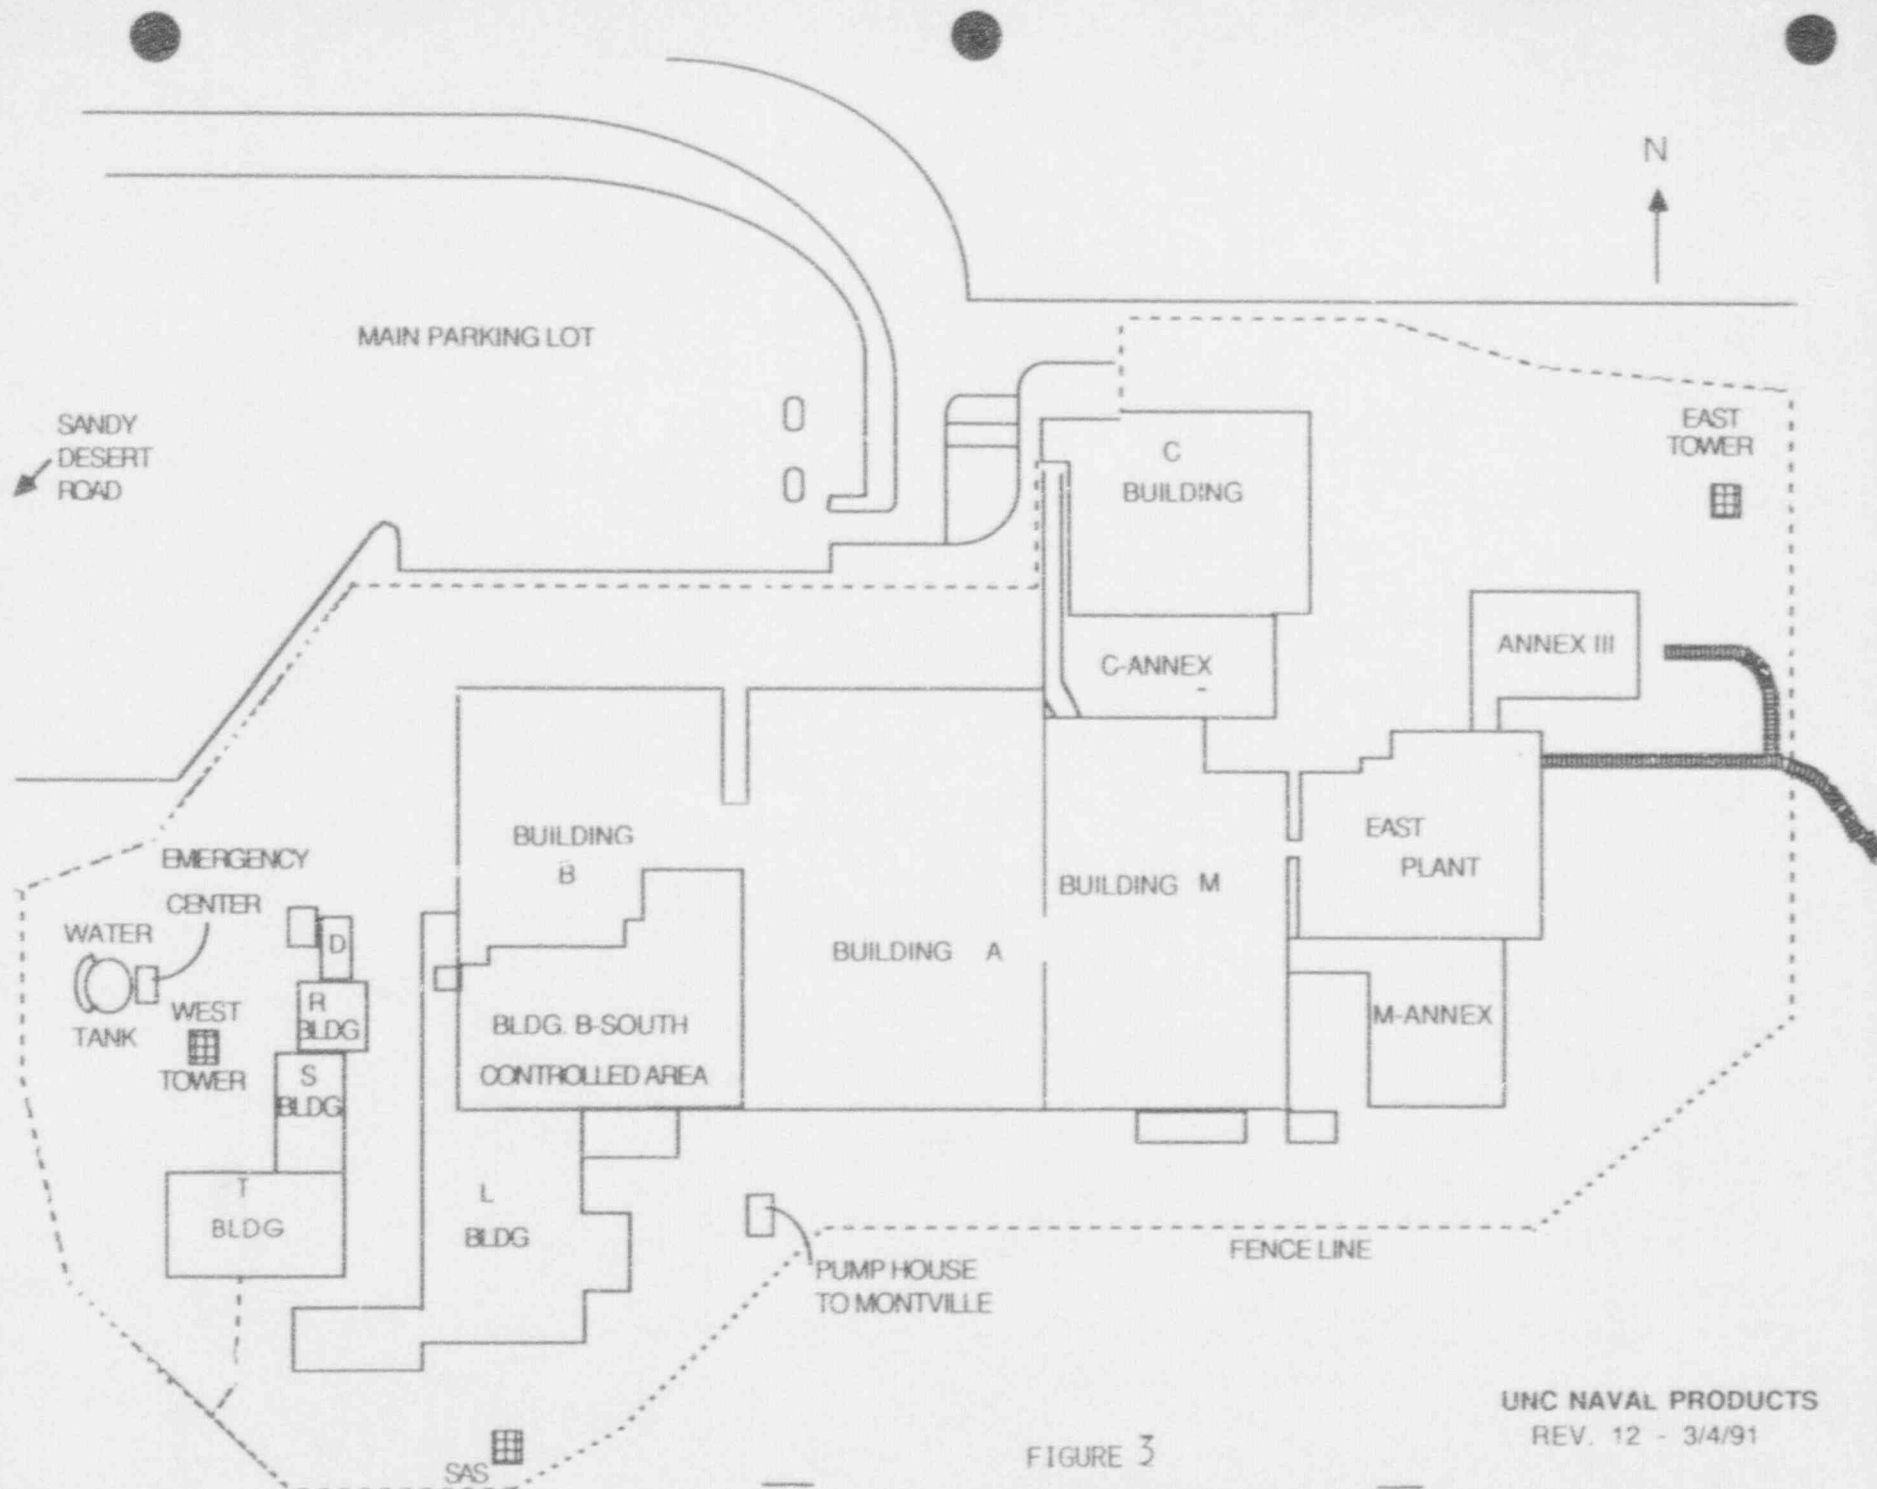 N
MAIN PARKING LOT
SANDY
DESERT
ROAD
EAST
TOWER
C
BUILDING
ANNEX III
C-ANNEX
EAST
PLANT
BUILDING
B
EMERGENCY
CENTER
BUILDING M
WATER
TANK
D
BUILDING A
R
BLDG
WEST
TOWER
BLDG. B-SOUTH
CONTROLLED AREA
M-ANNEX
S
BLDG
T
BLDG
L
BLDG
FENCE LINE
PUMP HOUSE
TO MONTVILLE
SAS
FIGURE 3
UNC NAVAL PRODUCTS
REV. 12 - 3/4/91